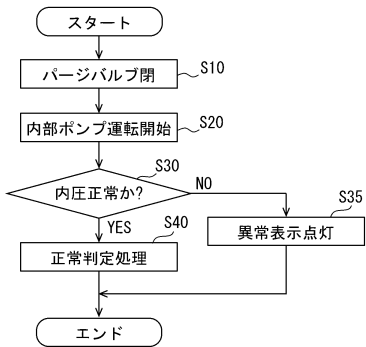 スタート
パージバルブ閉
S10
内部ポンプ運転開始
S20
S30
内圧正常か?
NO
YES
S35
異常表示点灯
S40
正常判定処理
エンド